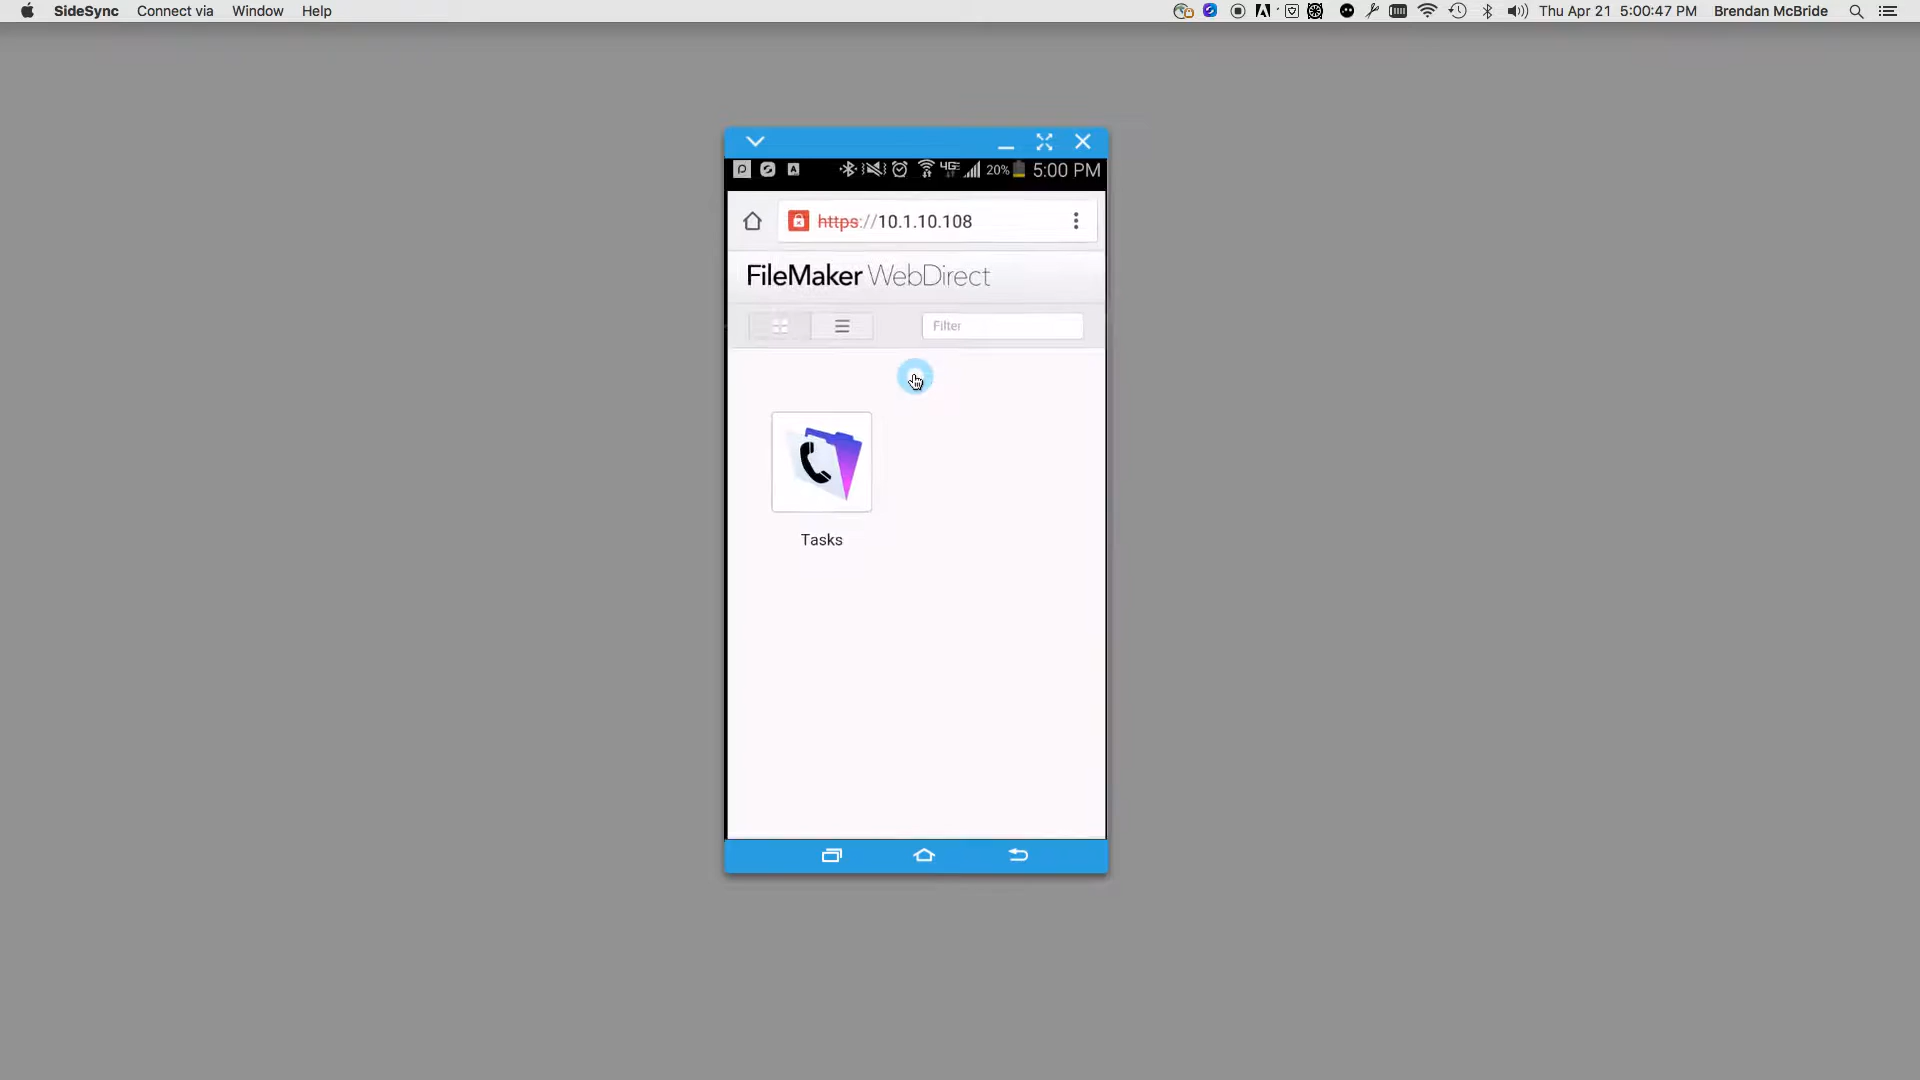 SideSync Connect via Window Help Thu Apr 21 5:00:47 PM Brendan McBride
20% 5:00 PM
https://10.1.10.108
FileMaker WebDirect
Filter
Tasks